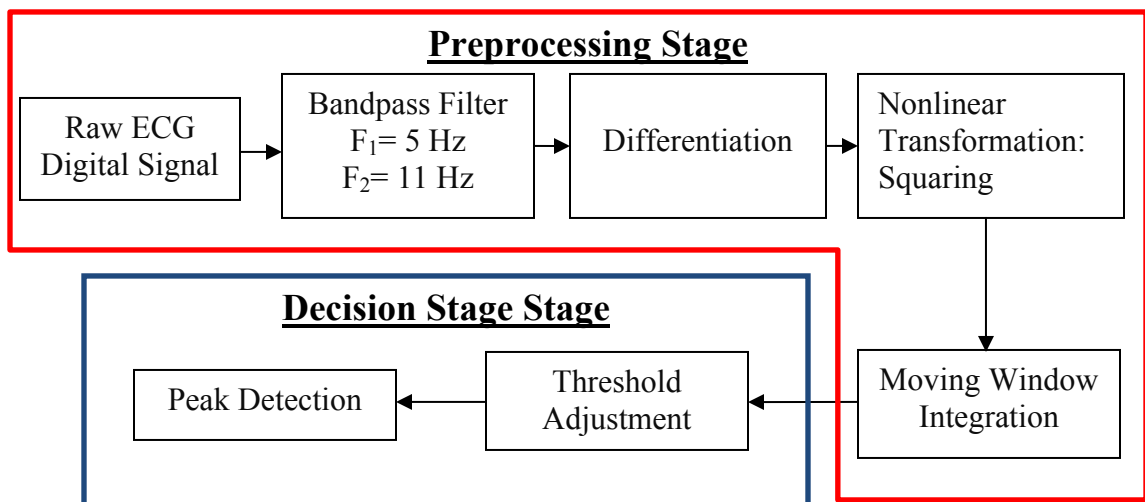 Preprocessing Stage
Raw ECG
Digital Signal
Bandpass Filter
F₁= 5 Hz
F₂= 11 Hz
Differentiation
Nonlinear
Transformation:
Squaring
Decision Stage Stage
Peak Detection
Threshold
Adjustment
Moving Window
Integration